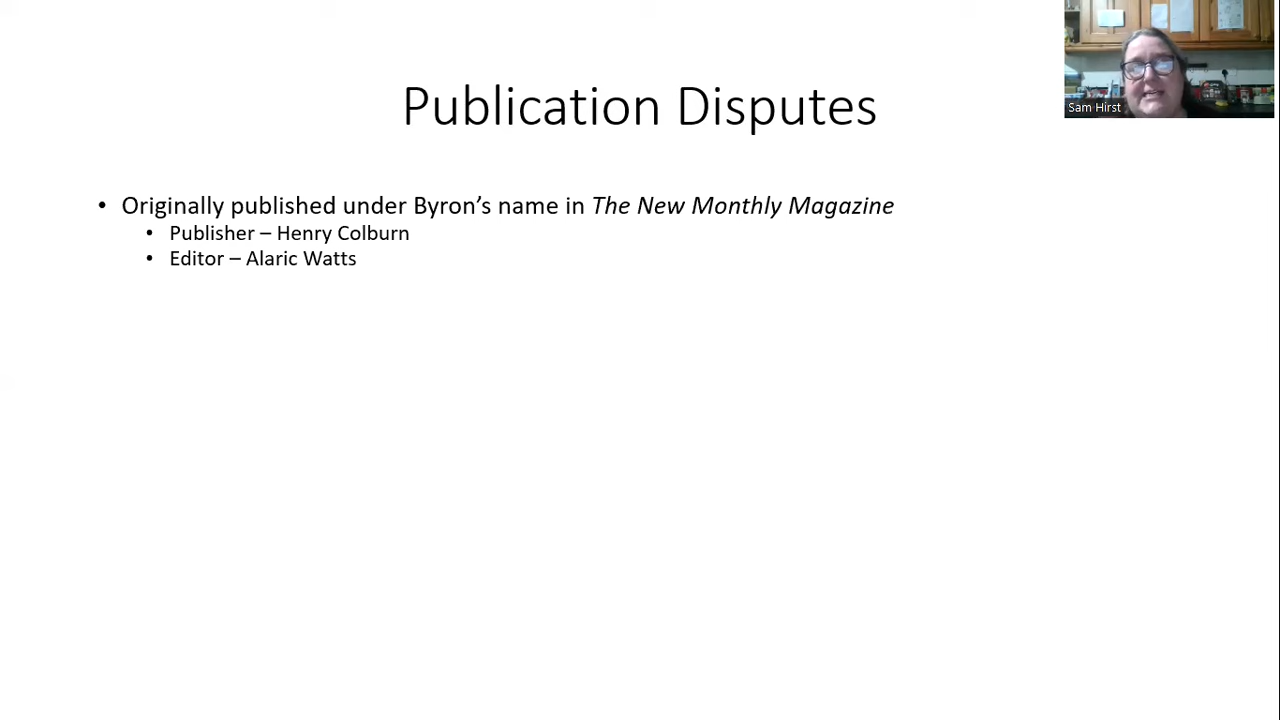 Publication Disputes
Sam Hirst
• Originally published under Byron’s name in The New Monthly Magazine
• Publisher – Henry Colburn
• Editor – Alaric Watts